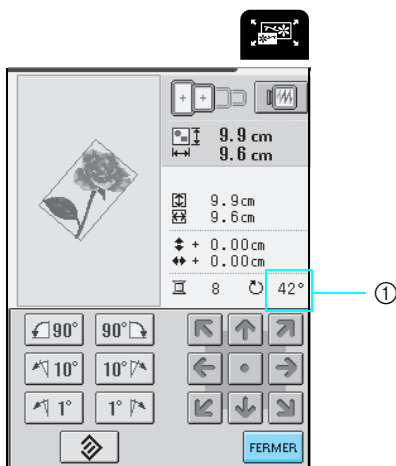 9.9 cm
9.6 cm
9.9cm
9.6cm
+ 0.00cm
+ 0.00cm
8 42°
①
90° 90°
10° 10°
1° 1°
FERMER